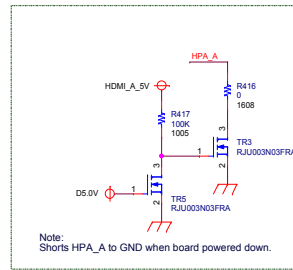 HPA_A
HDMI_A_5V
R416
0
1608
R417
100K
1005
3
1
2
TR3
RJU003N03FRA
3
D5.0V
1
2
TR5
RJU003N03FRA
Note:
Shorts HPA_A to GND when board powered down.